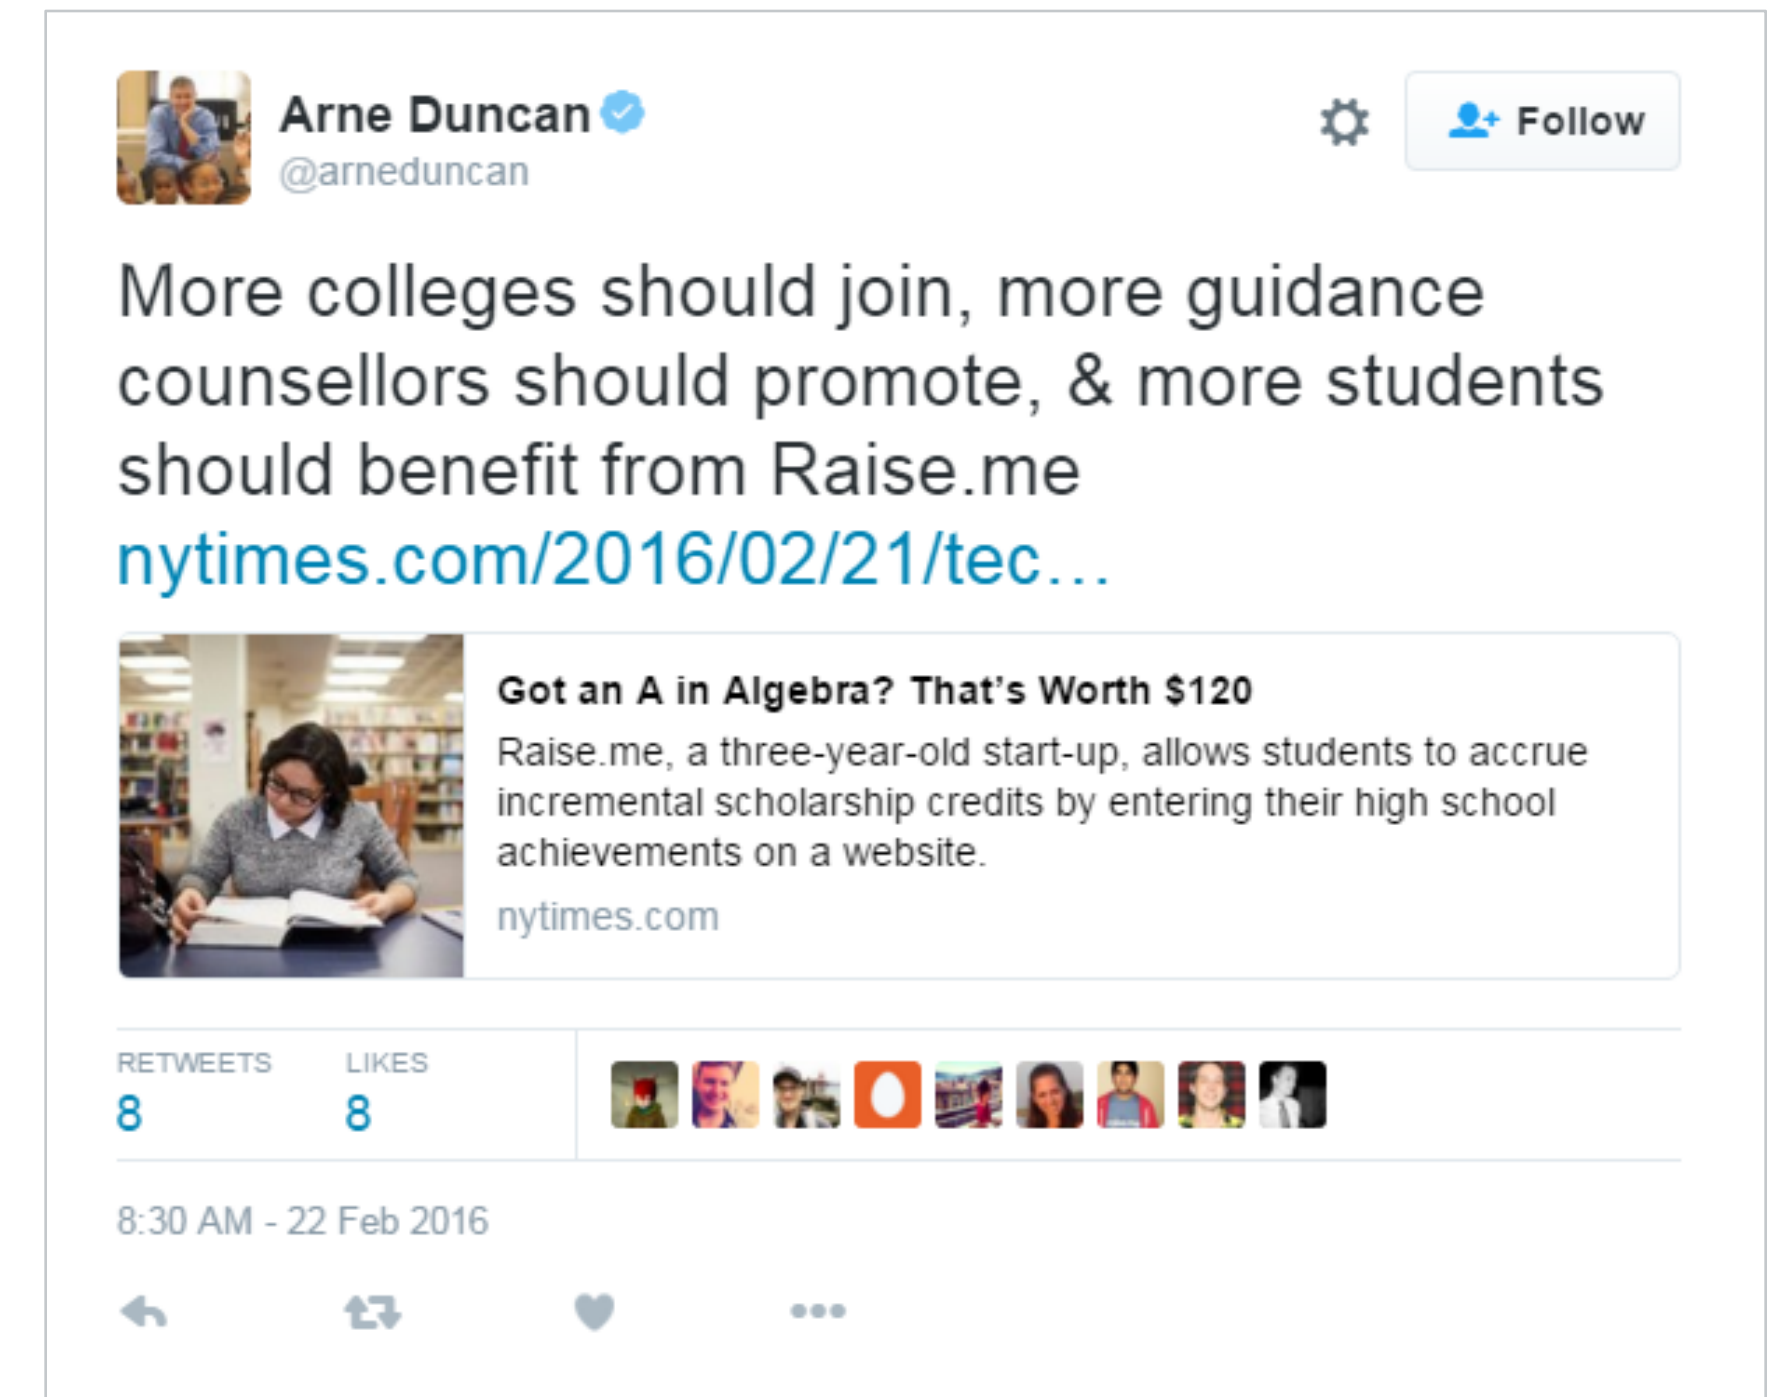 Arne Duncan
@arneduncan
Follow
More colleges should join, more guidance
counsellors should promote, & more students
should benefit from Raise.me
nytimes.com/2016/02/21/tec…
Got an A in Algebra? That’s Worth $120
Raise.me, a three-year-old start-up, allows students to accrue
incremental scholarship credits by entering their high school
achievements on a website.
nytimes.com
RETWEETS LIKES
8 8
8:30 AM - 22 Feb 2016